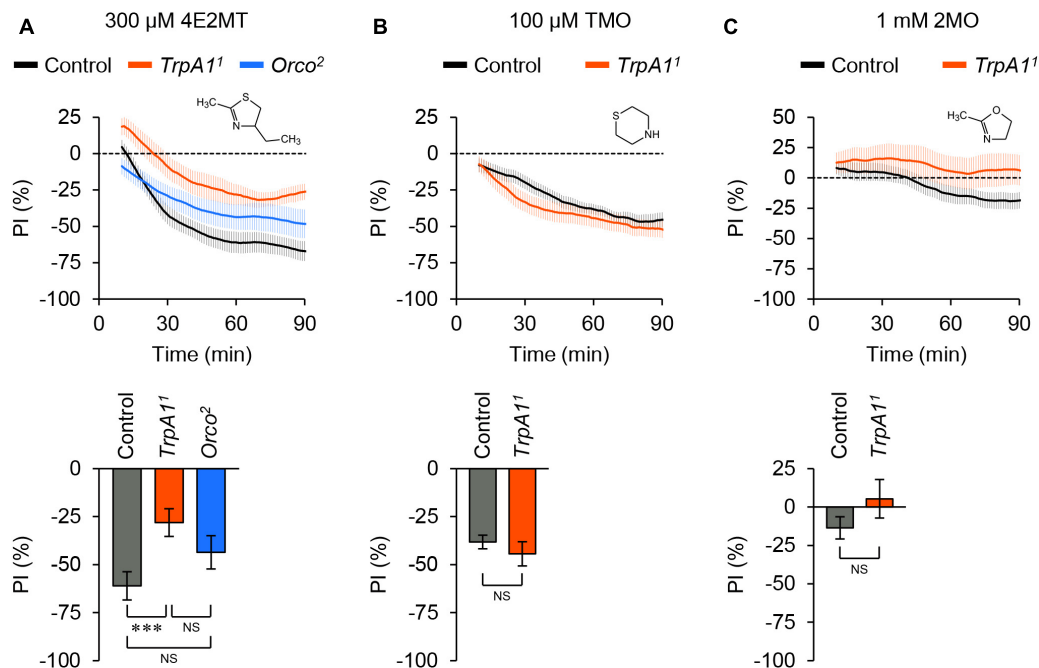 A 300 µM 4E2MT
Control TrpA1¹ Orco²
H₃C S N CH₃
25
0
-25
-50
-75
-100
PI (%)
0 30 60 90
Time (min)
Control TrpA1¹ Orco²
0
-25
-50
-75
-100
PI (%)
*** NS
NS
B 100 µM TMO
Control TrpA1¹
S NH
25
0
-25
-50
-75
-100
PI (%)
0 30 60 90
Time (min)
Control TrpA1¹
0
-25
-50
-75
-100
PI (%)
NS
C 1 mM 2MO
Control TrpA1¹
H₃C O N
50
25
0
-25
-50
-75
-100
PI (%)
0 30 60 90
Time (min)
Control TrpA1¹
25
0
-25
-50
-75
-100
PI (%)
NS